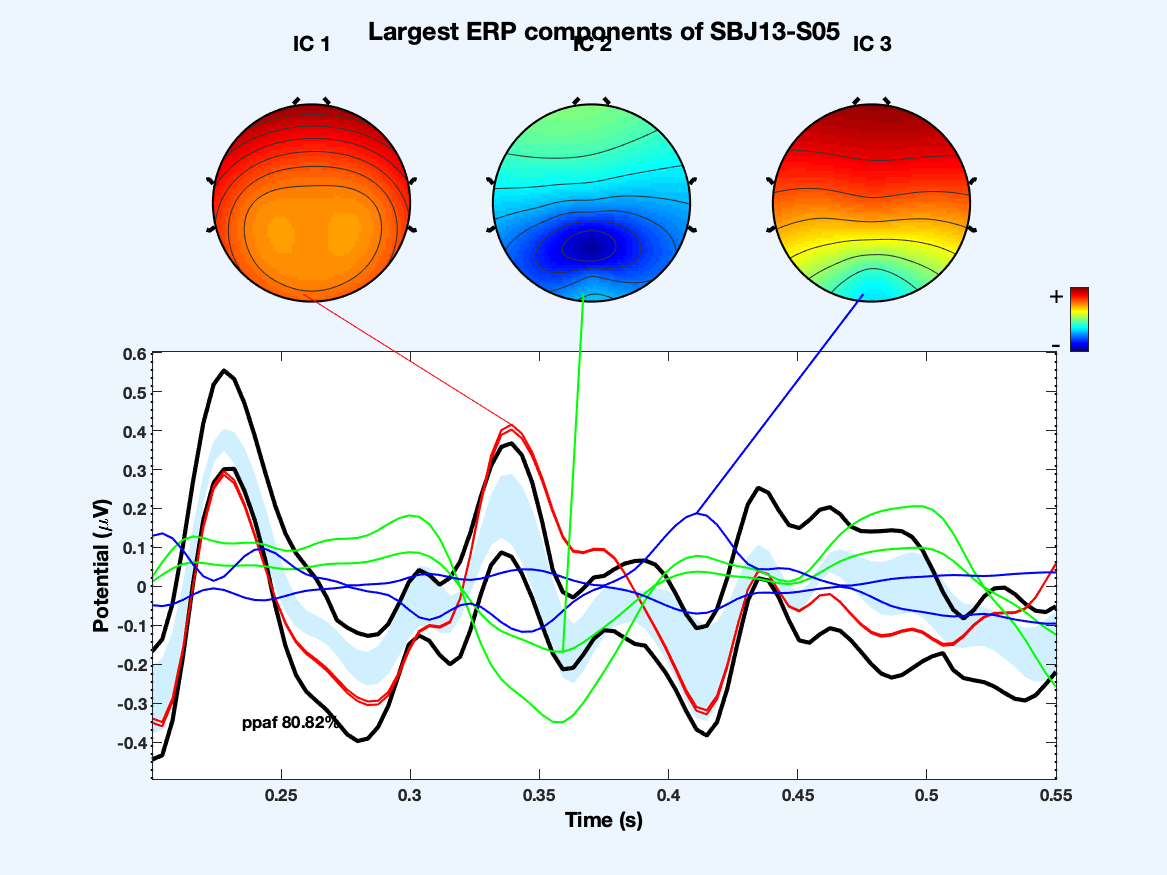 Largest ERP components of SBJ13-S05
IC 1 IC 2 IC 3
+
-
0.6
0.5
0.4
0.3
0.2
0.1
0
-0.1
-0.2
-0.3
-0.4
Potential (μV)
ppaf 80.82%
0.25 0.3 0.35 0.4 0.45 0.5 0.55
Time (s)